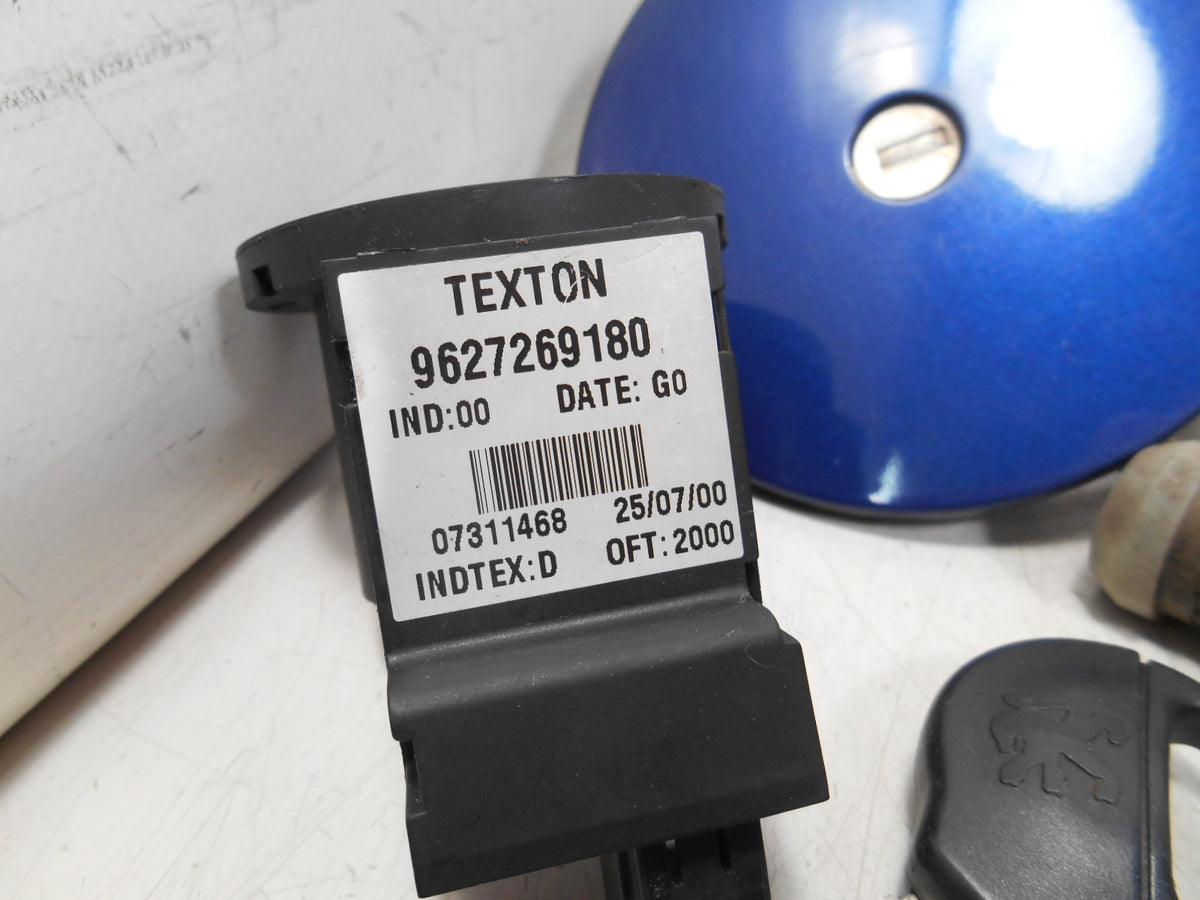 TEXTON
9627269180
IND:00 DATE: G0
07311468 25/07/00
INDTEX:D OFT:2000